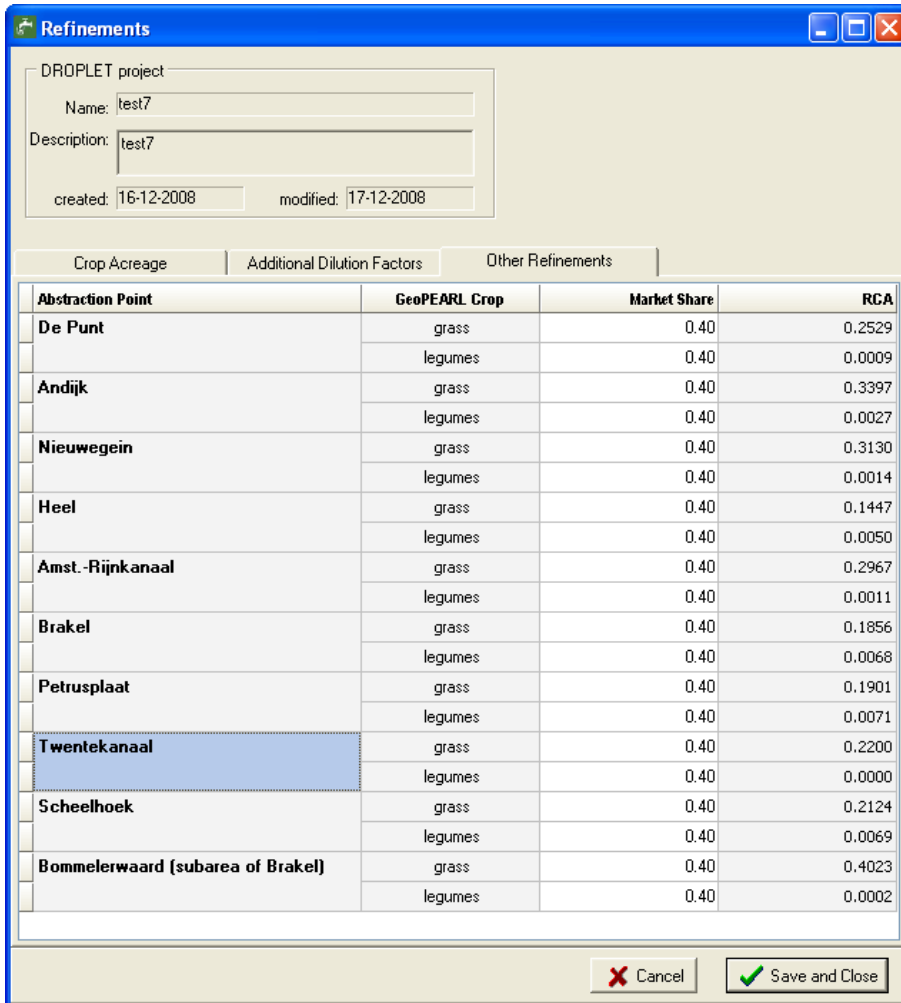 Refinements
DROPLET project
Name: test7
Description: test7
created: 16-12-2008 modified: 17-12-2008
Crop Acreage Additional Dilution Factors Other Refinements
Abstraction Point GeoPEARL Crop Market Share RCA
De Punt grass 0.40 0.2529
legumes 0.40 0.0009
Andijk grass 0.40 0.3397
legumes 0.40 0.0027
Nieuwegein grass 0.40 0.3130
legumes 0.40 0.0014
Heel grass 0.40 0.1447
legumes 0.40 0.0050
Amst.-Rijnkanaal grass 0.40 0.2967
legumes 0.40 0.0011
Brakel grass 0.40 0.1856
legumes 0.40 0.0068
Petrusplaat grass 0.40 0.1901
legumes 0.40 0.0071
Twentekanaal grass 0.40 0.2200
legumes 0.40 0.0000
Scheelhoek grass 0.40 0.2124
legumes 0.40 0.0069
Bommelerwaard (subarea of Brakel) grass 0.40 0.4023
legumes 0.40 0.0002
Cancel Save and Close